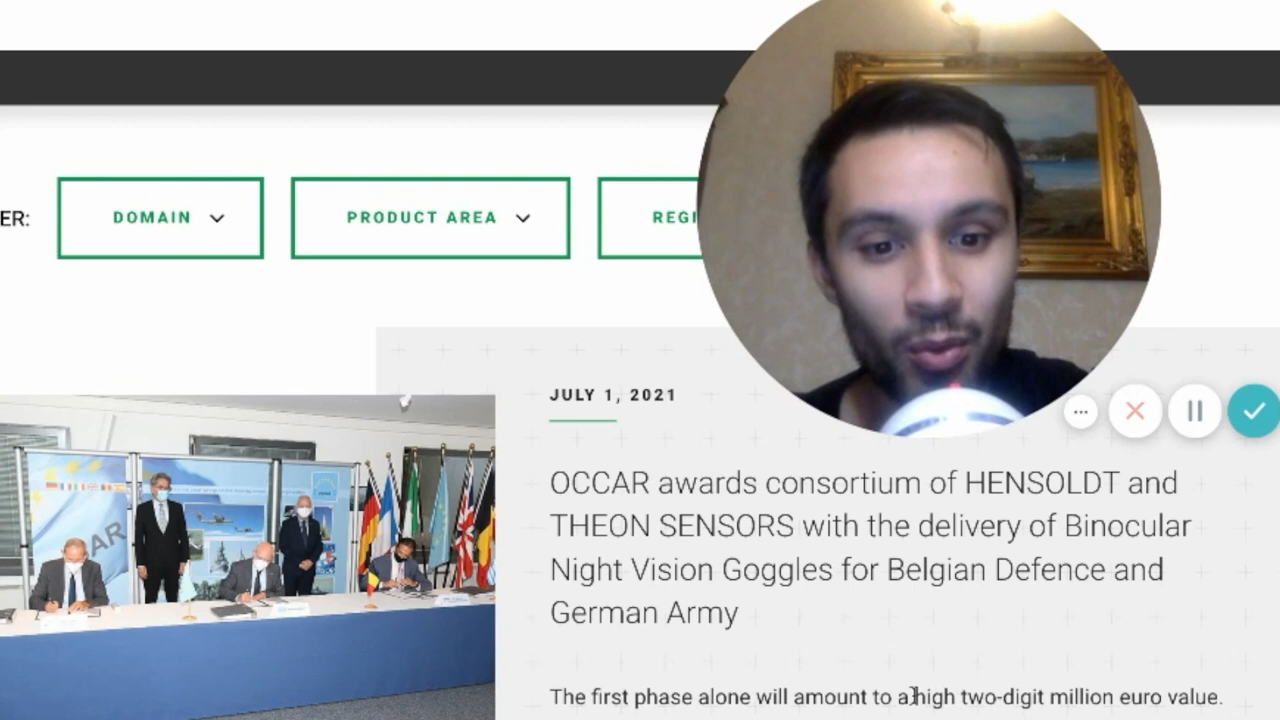 ER:
DOMAIN
PRODUCT AREA
REGI
JULY 1, 2021
OCCAR awards consortium of HENSOLDT and
THEON SENSORS with the delivery of Binocular
Night Vision Goggles for Belgian Defence and
German Army
The first phase alone will amount to a high two-digit million euro value.
AR